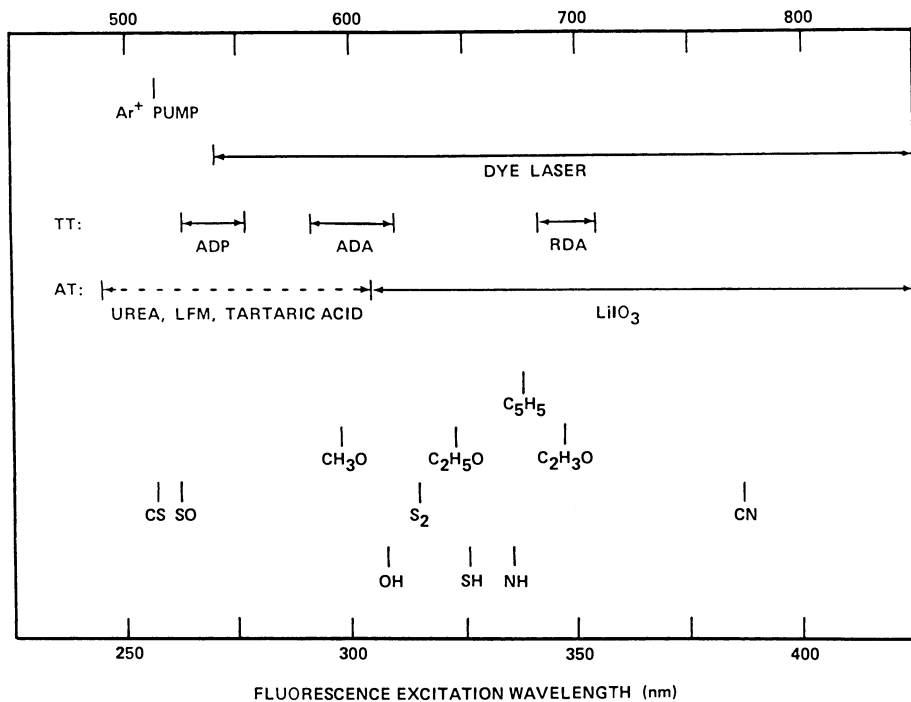 500 600 700 800
Ar+ PUMP
DYE LASER
TT: ADP ADA RDA
AT: UREA, LFM, TARTARIC ACID LiIO3
C5H5
CH3O C2H5O C2H3O
CS SO S2 CN
OH SH NH
250 300 350 400
FLUORESCENCE EXCITATION WAVELENGTH (nm)